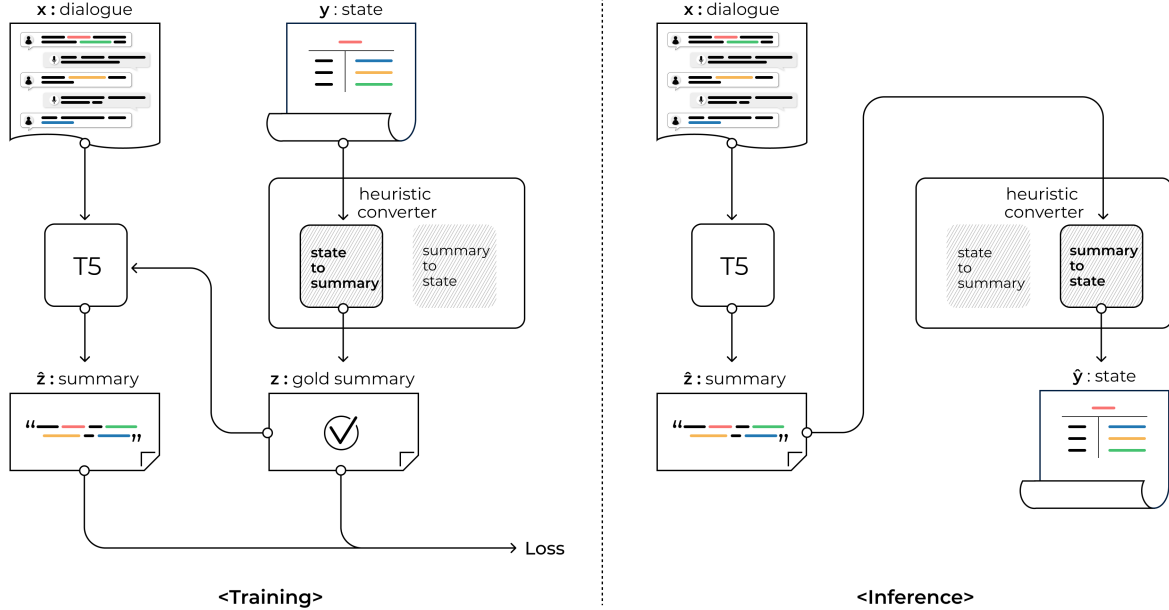 x : dialogue
y : state
heuristic
converter
state
to
summary
summary
to
state
T5
ẑ : summary
z : gold summary
“
”
Loss
<Training>
x : dialogue
heuristic
converter
state
to
summary
summary
to
state
T5
ẑ : summary
“
”
ŷ : state
<Inference>